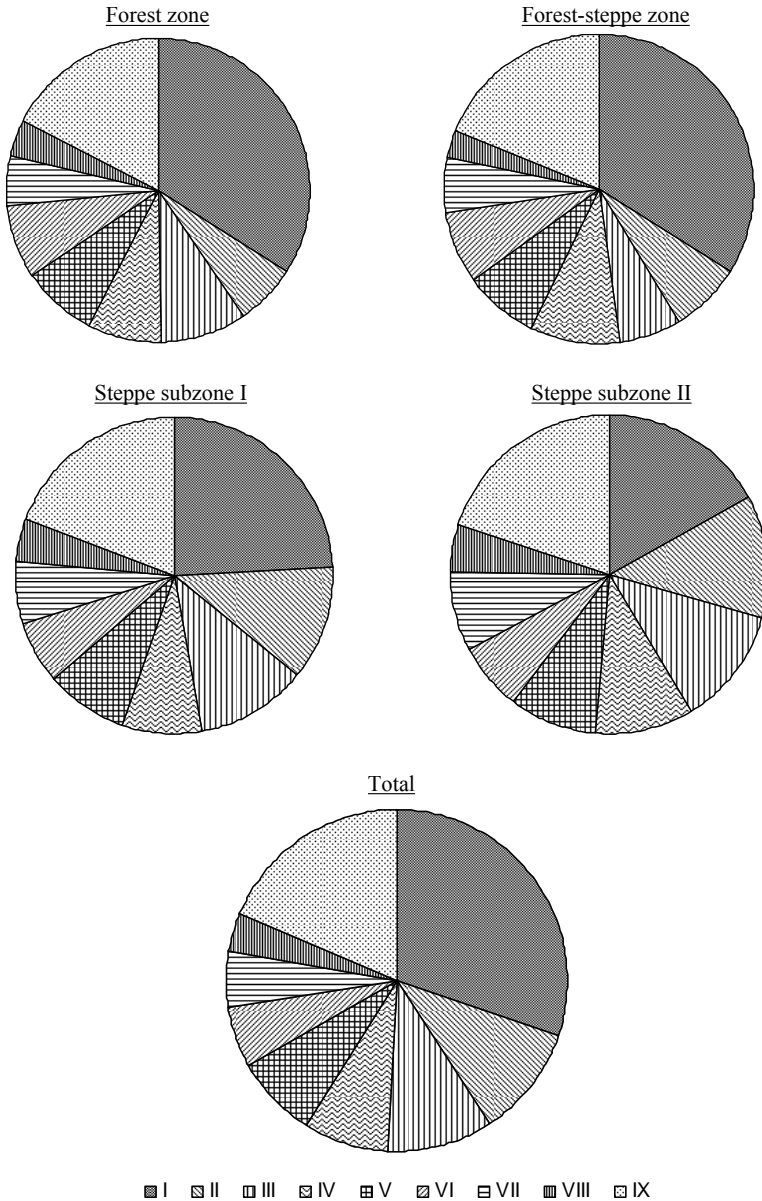 Forest zone
Forest-steppe zone
Steppe subzone I
Steppe subzone II
Total
I II III IV V VI VII VIII IX